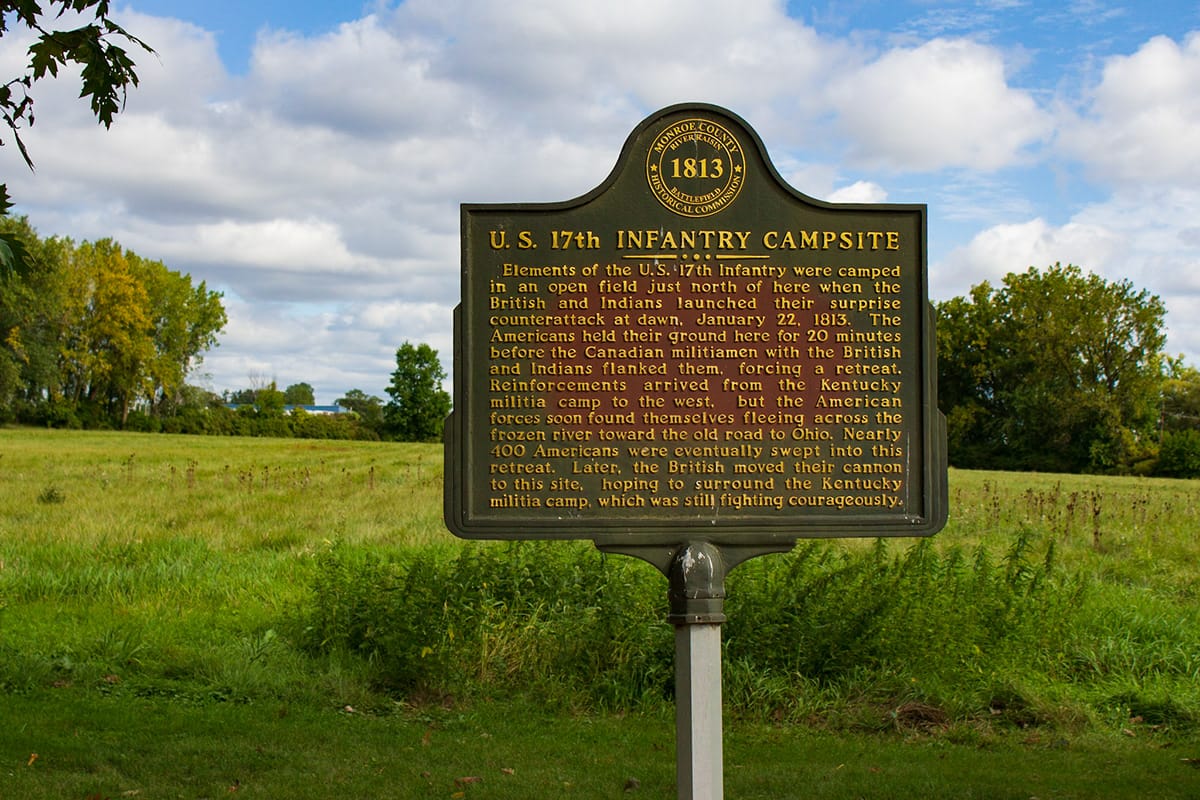 MONROE COUNTY
RIVER RAISIN
1813
BATTLEFIELD
HISTORICAL COMMISSION
U. S. 17th INFANTRY CAMPSITE
Elements of the U.S. 17th Infantry were camped
in an open field just north of here when the
British and Indians launched their surprise
counterattack at dawn, January 22, 1813. The
Americans held their ground here for 20 minutes
before the Canadian militiamen with the British
and Indians flanked them, forcing a retreat.
Reinforcements arrived from the Kentucky
militia camp to the west, but the American
forces soon found themselves fleeing across the
frozen river toward the old road to Ohio. Nearly
400 Americans were eventually swept into this
retreat. Later, the British moved their cannon
to this site, hoping to surround the Kentucky
militia camp, which was still fighting courageously.